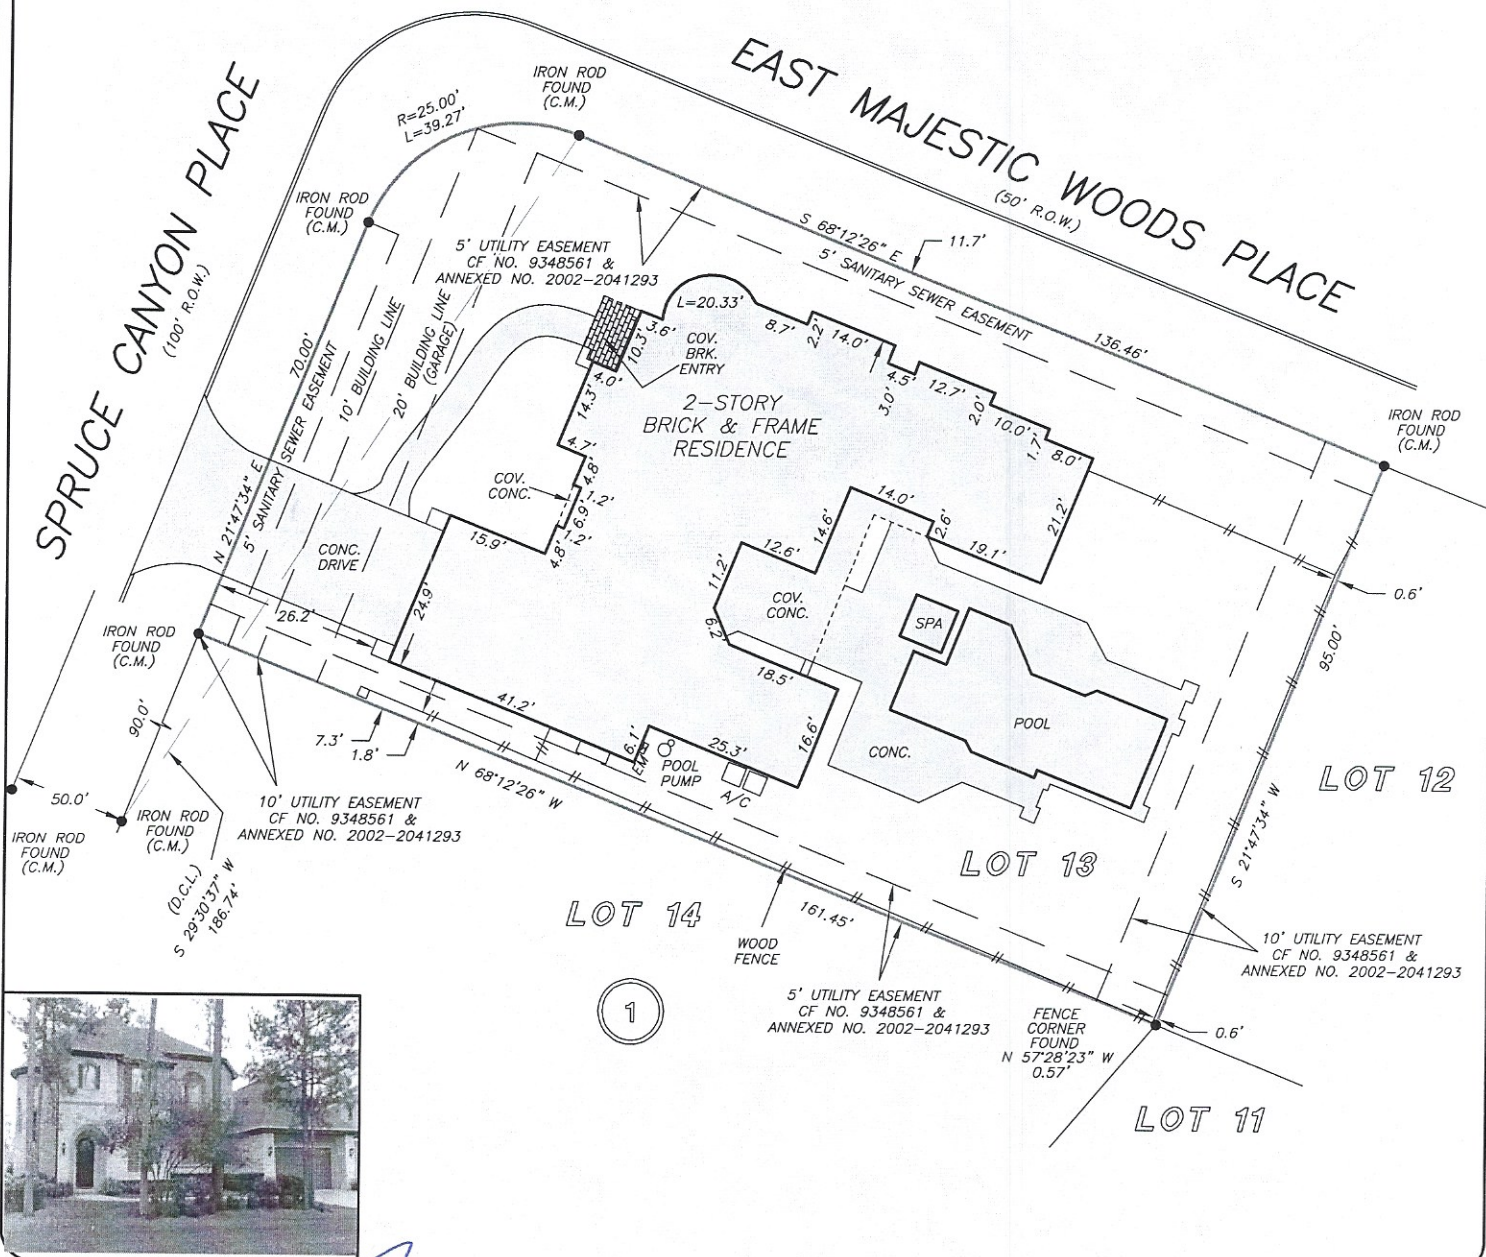 EAST MAJESTIC WOODS PLACE
(50' R.O.W.)
SPRUCE CANYON PLACE
(100' R.O.W.)
IRON ROD
FOUND
(C.M.)
R=25.00'
L=39.27'
IRON ROD
FOUND
(C.M.)
5' UTILITY EASEMENT
CF NO. 9348561 &
ANNEXED NO. 2002-2041293
S 68°12'26" E
136.46'
11.7'
5' SANITARY SEWER EASEMENT
IRON ROD
FOUND
(C.M.)
N 21°47'34" E
70.00'
5' SANITARY SEWER EASEMENT
10' BUILDING LINE
20' BUILDING LINE
(GARAGE)
L=20.33'
3.6'
10.3'
COV.
BRK.
ENTRY
8.7'
2.2'
14.0'
3.0'
4.5'
12.7'
2.0'
10.0'
1.7'
8.0'
4.0'
14.3'
2-STORY
BRICK & FRAME
RESIDENCE
4.7'
4.8'
COV.
CONC.
1.2'
6.9'
1.2'
4.8'
15.9'
24.9'
CONC.
DRIVE
26.2'
14.0'
2.6'
19.1'
21.2'
14.6'
12.6'
11.2'
6.2'
COV.
CONC.
18.5'
16.6'
SPA
POOL
CONC.
0.6'
95.00'
S 21°47'34" W
LOT 12
IRON ROD
FOUND
(C.M.)
90.0'
50.0'
IRON ROD
FOUND
(C.M.)
IRON ROD
FOUND
(C.M.)
(D.C.L.)
S 29°30'37" W
186.74'
7.3'
1.8'
41.2'
6.1'
EM
POOL
PUMP
25.3'
A/C
10' UTILITY EASEMENT
CF NO. 9348561 &
ANNEXED NO. 2002-2041293
N 68°12'26" W
161.45'
LOT 13
LOT 14
WOOD
FENCE
1
5' UTILITY EASEMENT
CF NO. 9348561 &
ANNEXED NO. 2002-2041293
10' UTILITY EASEMENT
CF NO. 9348561 &
ANNEXED NO. 2002-2041293
FENCE
CORNER
FOUND
N 57°28'23" W
0.57'
0.6'
LOT 11